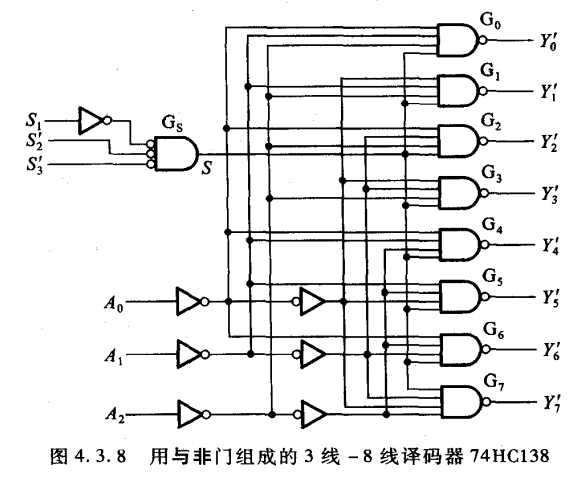 G₀
Y′₀
G₁
Y′₁
S₁
G_S
S′₂
S′₃
S
G₂
Y′₂
G₃
Y′₃
G₄
Y′₄
A₀
G₅
Y′₅
A₁
G₆
Y′₆
A₂
G₇
Y′₇
图 4.3.8 用与非门组成的 3 线 -8 线译码器 74HC138